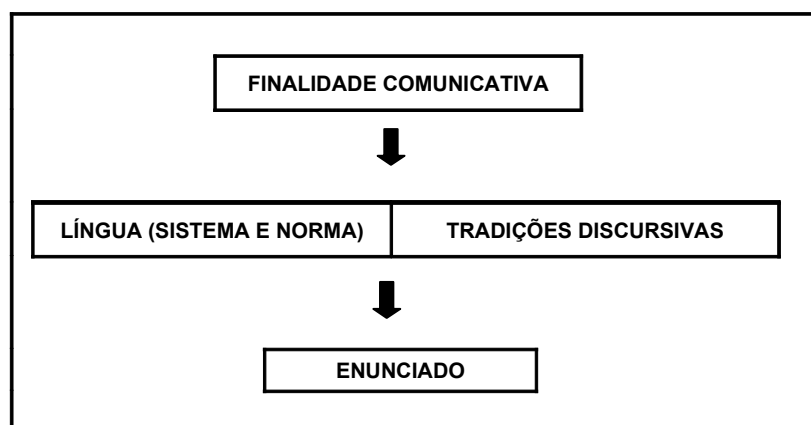 FINALIDADE COMUNICATIVA
LÍNGUA (SISTEMA E NORMA) TRADIÇÕES DISCURSIVAS
ENUNCIADO